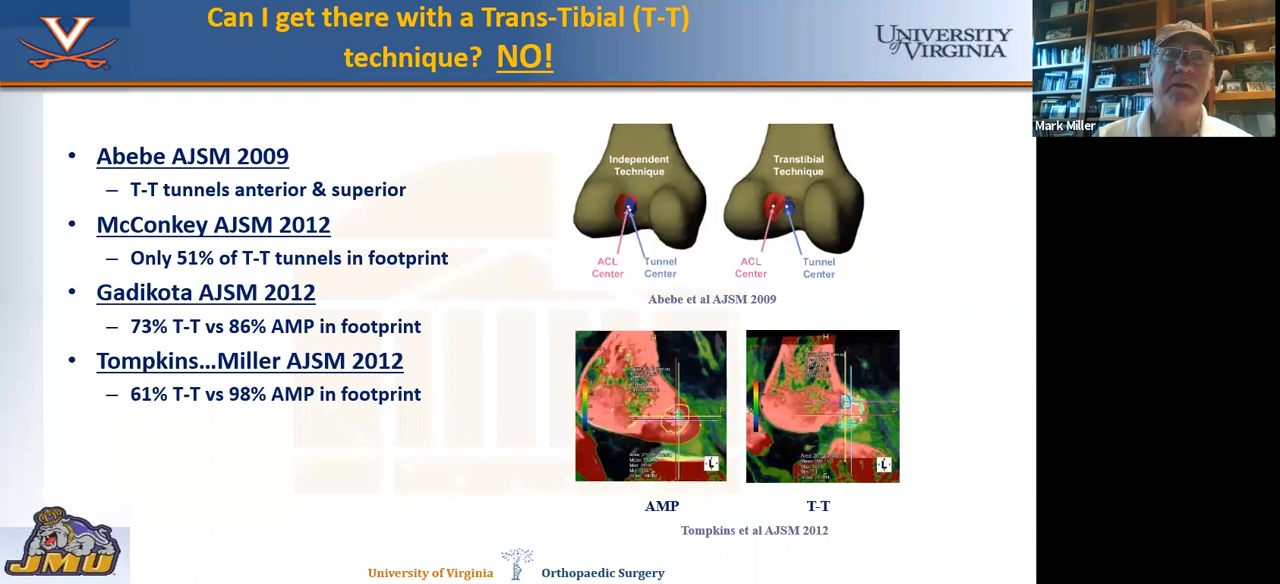 Can I get there with a Trans-Tibial (T-T)
technique? NO!
UNIVERSITY
of VIRGINIA
Mark Miller
• Abebe AJSM 2009
– T-T tunnels anterior & superior
• McConkey AJSM 2012
– Only 51% of T-T tunnels in footprint
• Gadikota AJSM 2012
– 73% T-T vs 86% AMP in footprint
• Tompkins...Miller AJSM 2012
– 61% T-T vs 98% AMP in footprint
Independent
Technique
Transtibial
Technique
ACL
Center
Tunnel
Center
ACL
Center
Tunnel
Center
Abebe et al AJSM 2009
H
H
P
P
L
L
AMP
T-T
Tompkins et al AJSM 2012
JMU
University of Virginia
Orthopaedic Surgery